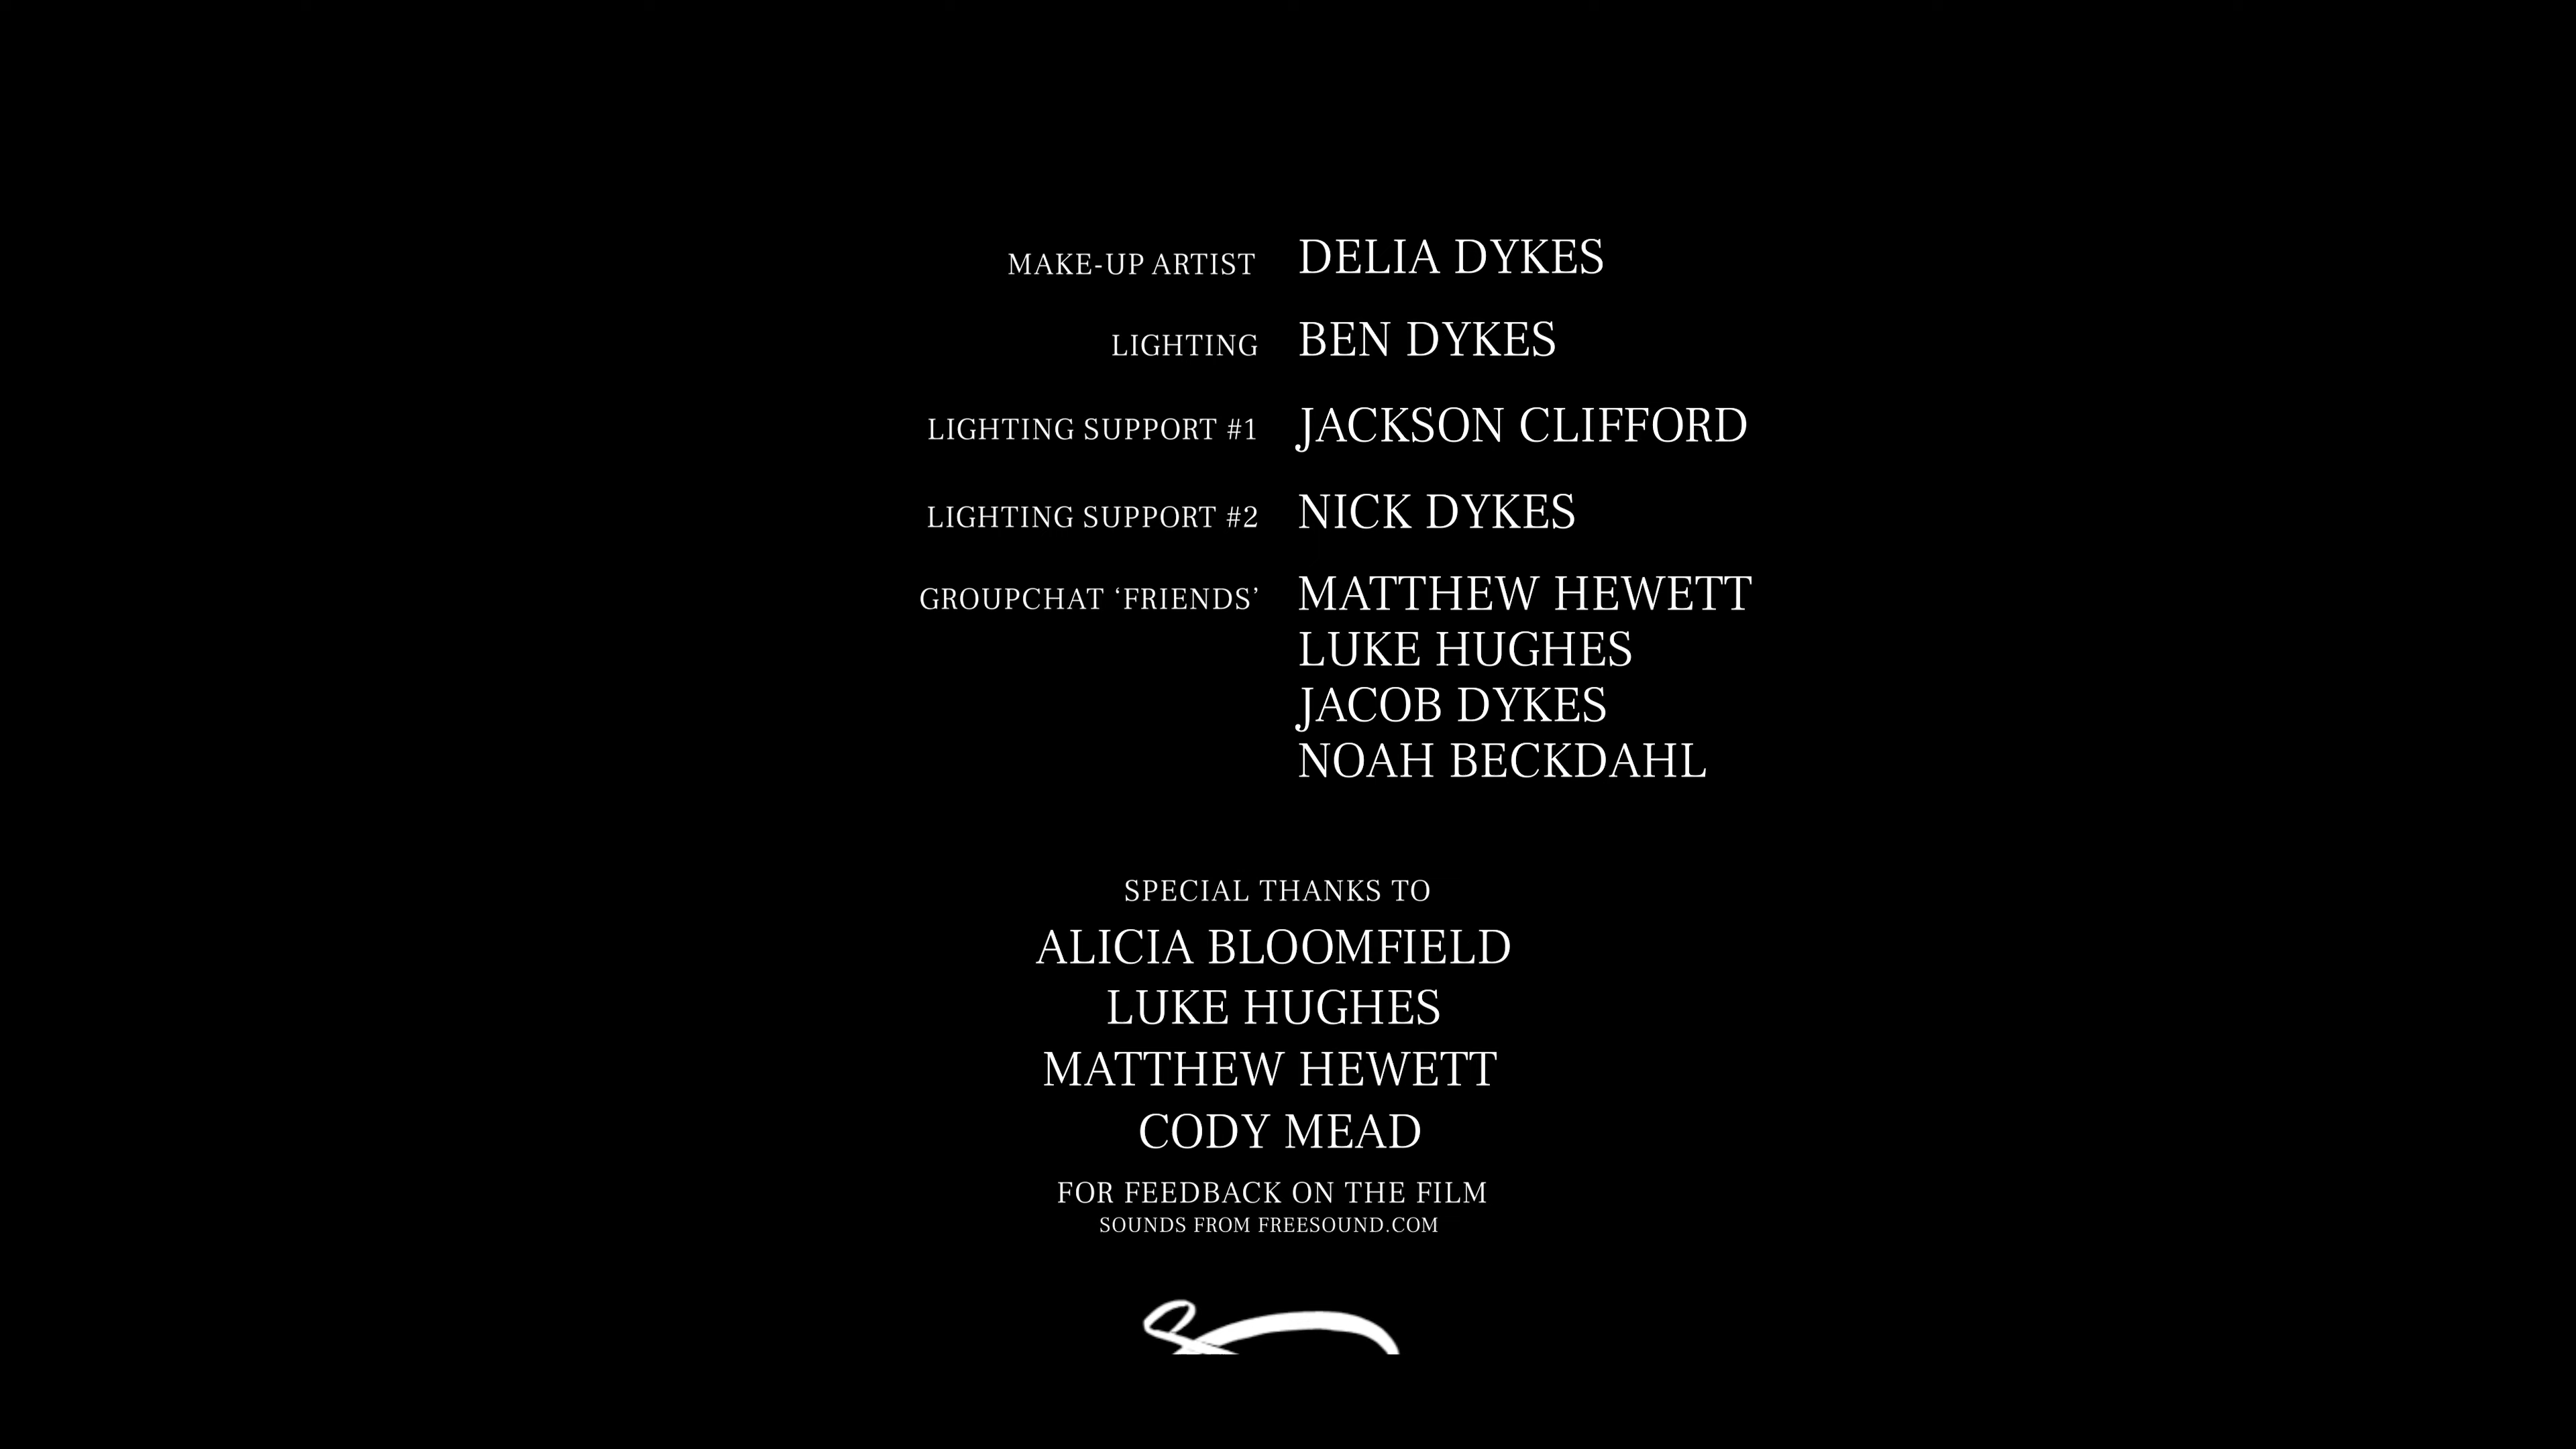 MAKE-UP ARTIST DELIA DYKES
LIGHTING BEN DYKES
LIGHTING SUPPORT #1 JACKSON CLIFFORD
LIGHTING SUPPORT #2 NICK DYKES
GROUPCHAT ‘FRIENDS’ MATTHEW HEWETT
LUKE HUGHES
JACOB DYKES
NOAH BECKDAHL
SPECIAL THANKS TO
ALICIA BLOOMFIELD
LUKE HUGHES
MATTHEW HEWETT
CODY MEAD
FOR FEEDBACK ON THE FILM
SOUNDS FROM FREESOUND.COM